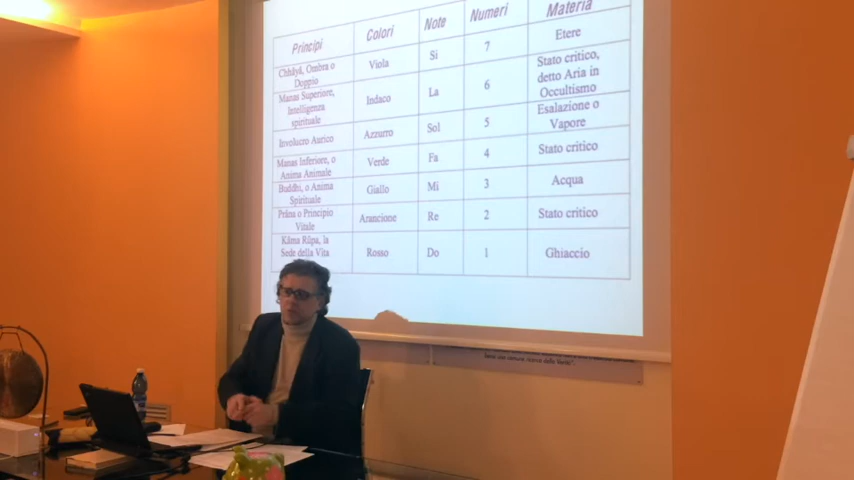 Principi Colori Note Numeri Materia
Chhâyâ, Ombra o
Doppio Viola Si 7 Etere
Manas Superiore,
Intelligenza
spirituale Indaco La 6 Stato critico,
detto Aria in
Occultismo
Involucro Aurico Azzurro Sol 5 Esalazione o
Vapore
Manas Inferiore, o
Anima Animale Verde Fa 4 Stato critico
Buddhi, o Anima
Spirituale Giallo Mi 3 Acqua
Prâna o Principio
Vitale Arancione Re 2 Stato critico
Kâma Rûpa, la
Sede della Vita Rosso Do 1 Ghiaccio